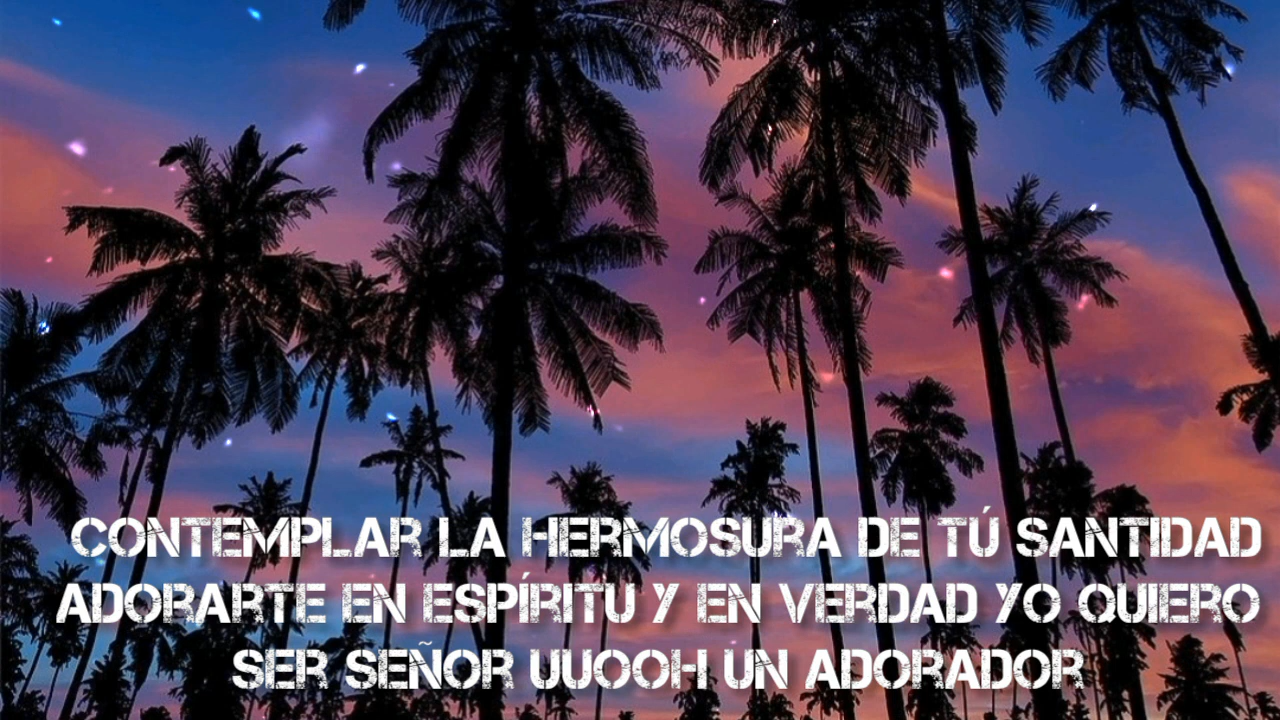 CONTEMPLAR LA HERMOSURA DE TÚ SANTIDAD
ADORARTE EN ESPÍRITU Y EN VERDAD YO QUIERO
SER SEÑOR UUOOH UN ADORADOR